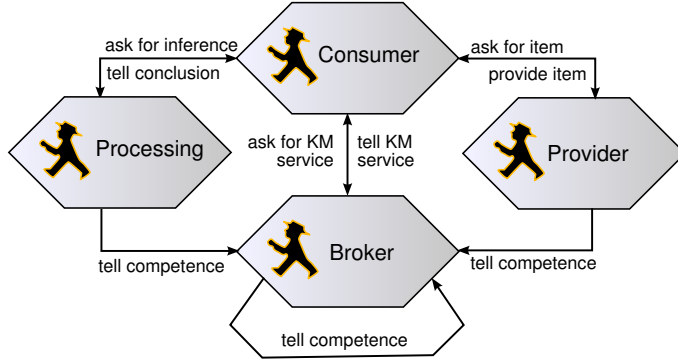 ask for inference
tell conclusion
Consumer
ask for item
provide item
Processing
ask for KM
service
tell KM
service
Provider
tell competence
Broker
tell competence
tell competence